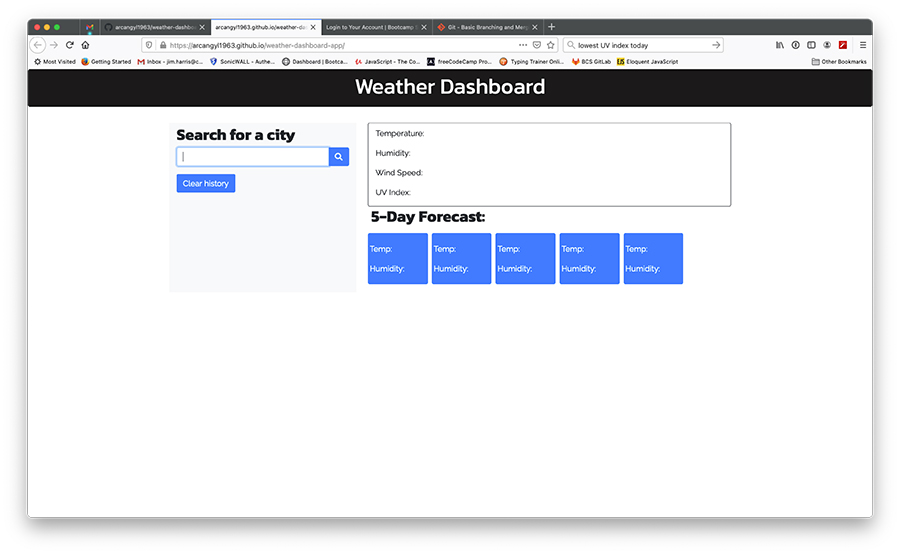 arcangyl1963/weather-dashbo
arcangyl1963.github.io/weather-da
Login to Your Account | Bootcamp
Git - Basic Branching and Merg
https://arcangyl1963.github.io/weather-dashboard-app/
lowest UV index today
Most Visited
Getting Started
Inbox - jim.harris@c...
SonicWALL - Authe...
Dashboard | Bootca...
JavaScript - The Co...
freeCodeCamp Pro...
Typing Trainer Onli...
BCS GitLab
Eloquent JavaScript
Other Bookmarks
Weather Dashboard
Search for a city
Clear history
Temperature:
Humidity:
Wind Speed:
UV Index:
5-Day Forecast:
Temp:
Humidity:
Temp:
Humidity:
Temp:
Humidity:
Temp:
Humidity:
Temp:
Humidity: